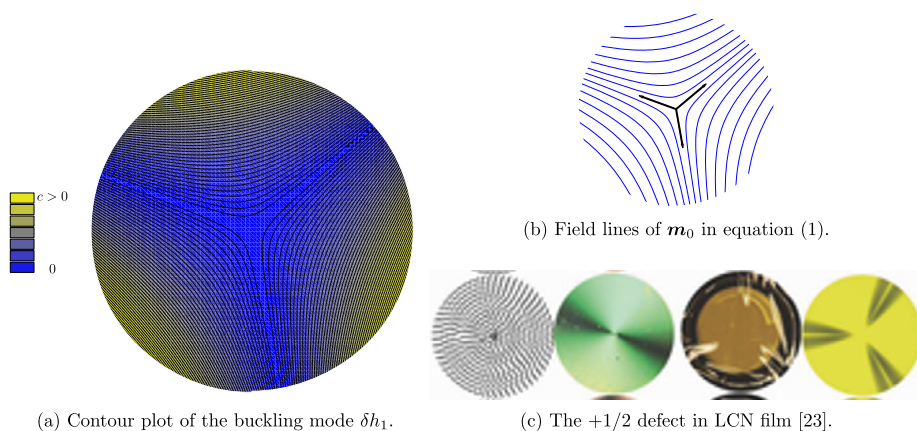 c > 0
0
(a) Contour plot of the buckling mode δh₁.
(b) Field lines of m₀ in equation (1).
(c) The +1/2 defect in LCN film [23].